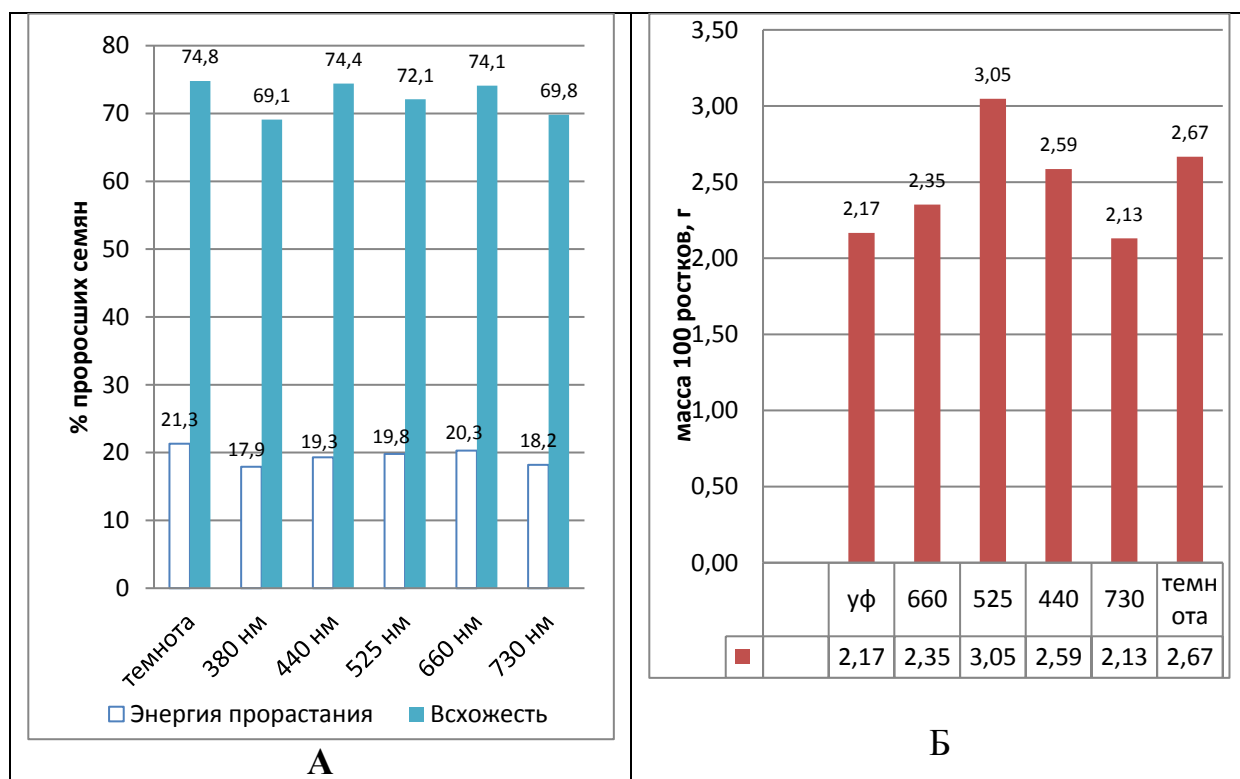 % проросших семян
80
70
60
50
40
30
20
10
0
74,8
69,1
74,4
72,1
74,1
69,8
21,3
17,9
19,3
19,8
20,3
18,2
темнота
380 нм
440 нм
525 нм
660 нм
730 нм
Энергия прорастания
Всхожесть
А
масса 100 ростков, г
3,50
3,00
2,50
2,00
1,50
1,00
0,50
0,00
2,17
2,35
3,05
2,59
2,13
2,67
уф 660 525 440 730 темн
ота
2,17 2,35 3,05 2,59 2,13 2,67
Б